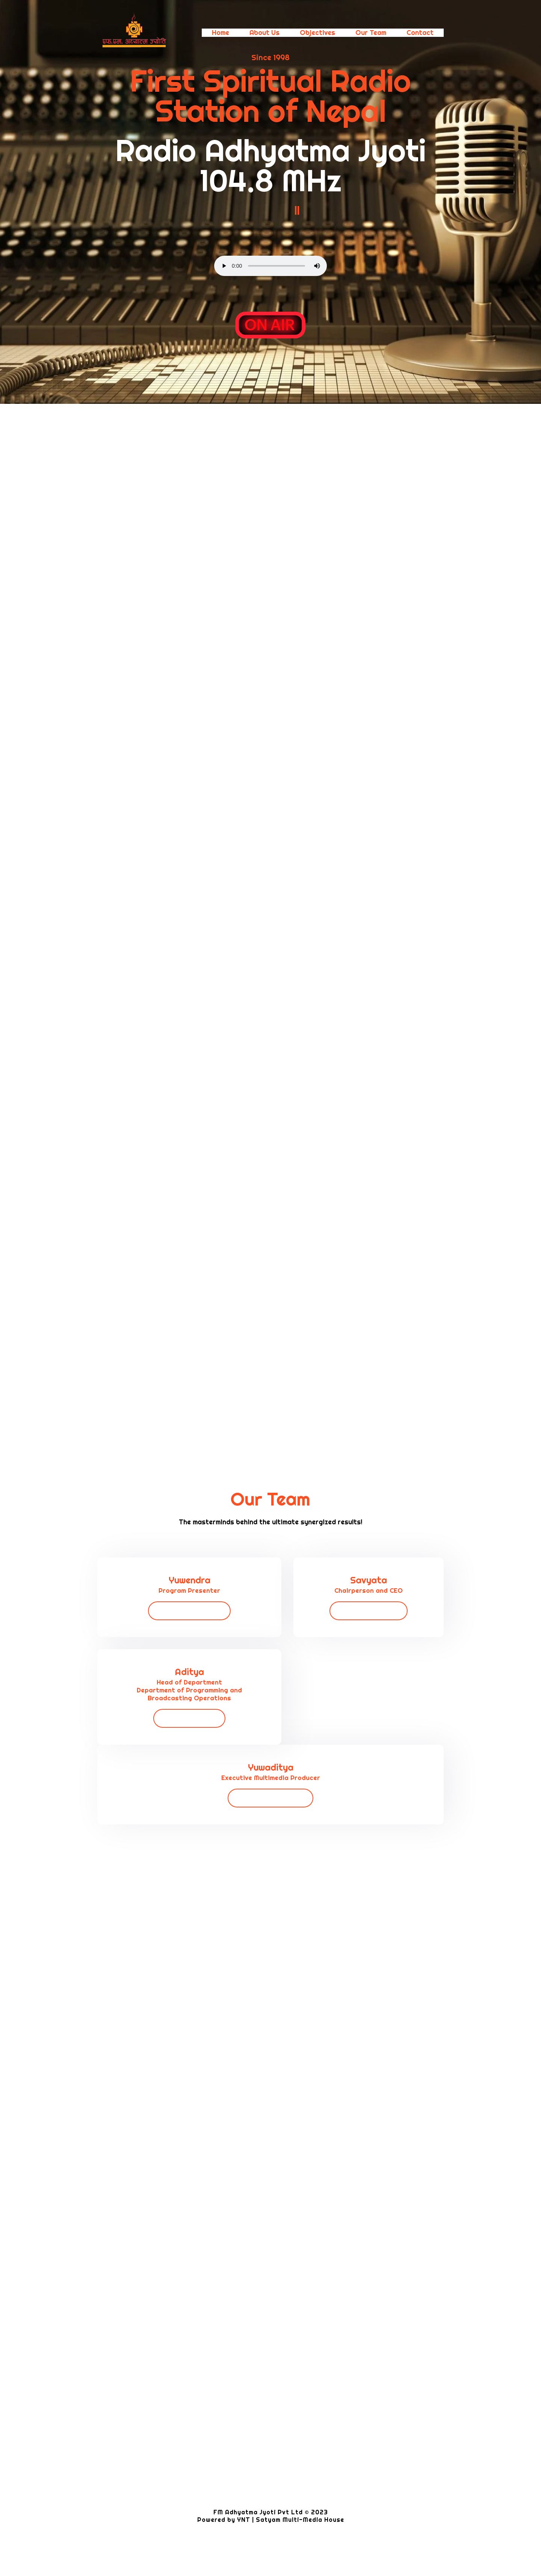 एफ.एम. अध्यात्म ज्योति
Home About Us Objectives Our Team Contact
Since 1998
First Spiritual Radio
Station of Nepal
Radio Adhyatma Jyoti
104.8 MHz
0:00
ON AIR
Our Team
The masterminds behind the ultimate synergized results!
Yuwendra
Program Presenter
Savyata
Chairperson and CEO
Aditya
Head of Department
Department of Programming and
Broadcasting Operations
Yuwaditya
Executive Multimedia Producer
FM Adhyatma Jyoti Pvt Ltd © 2023
Powered by YNT | Satyam Multi-Media House